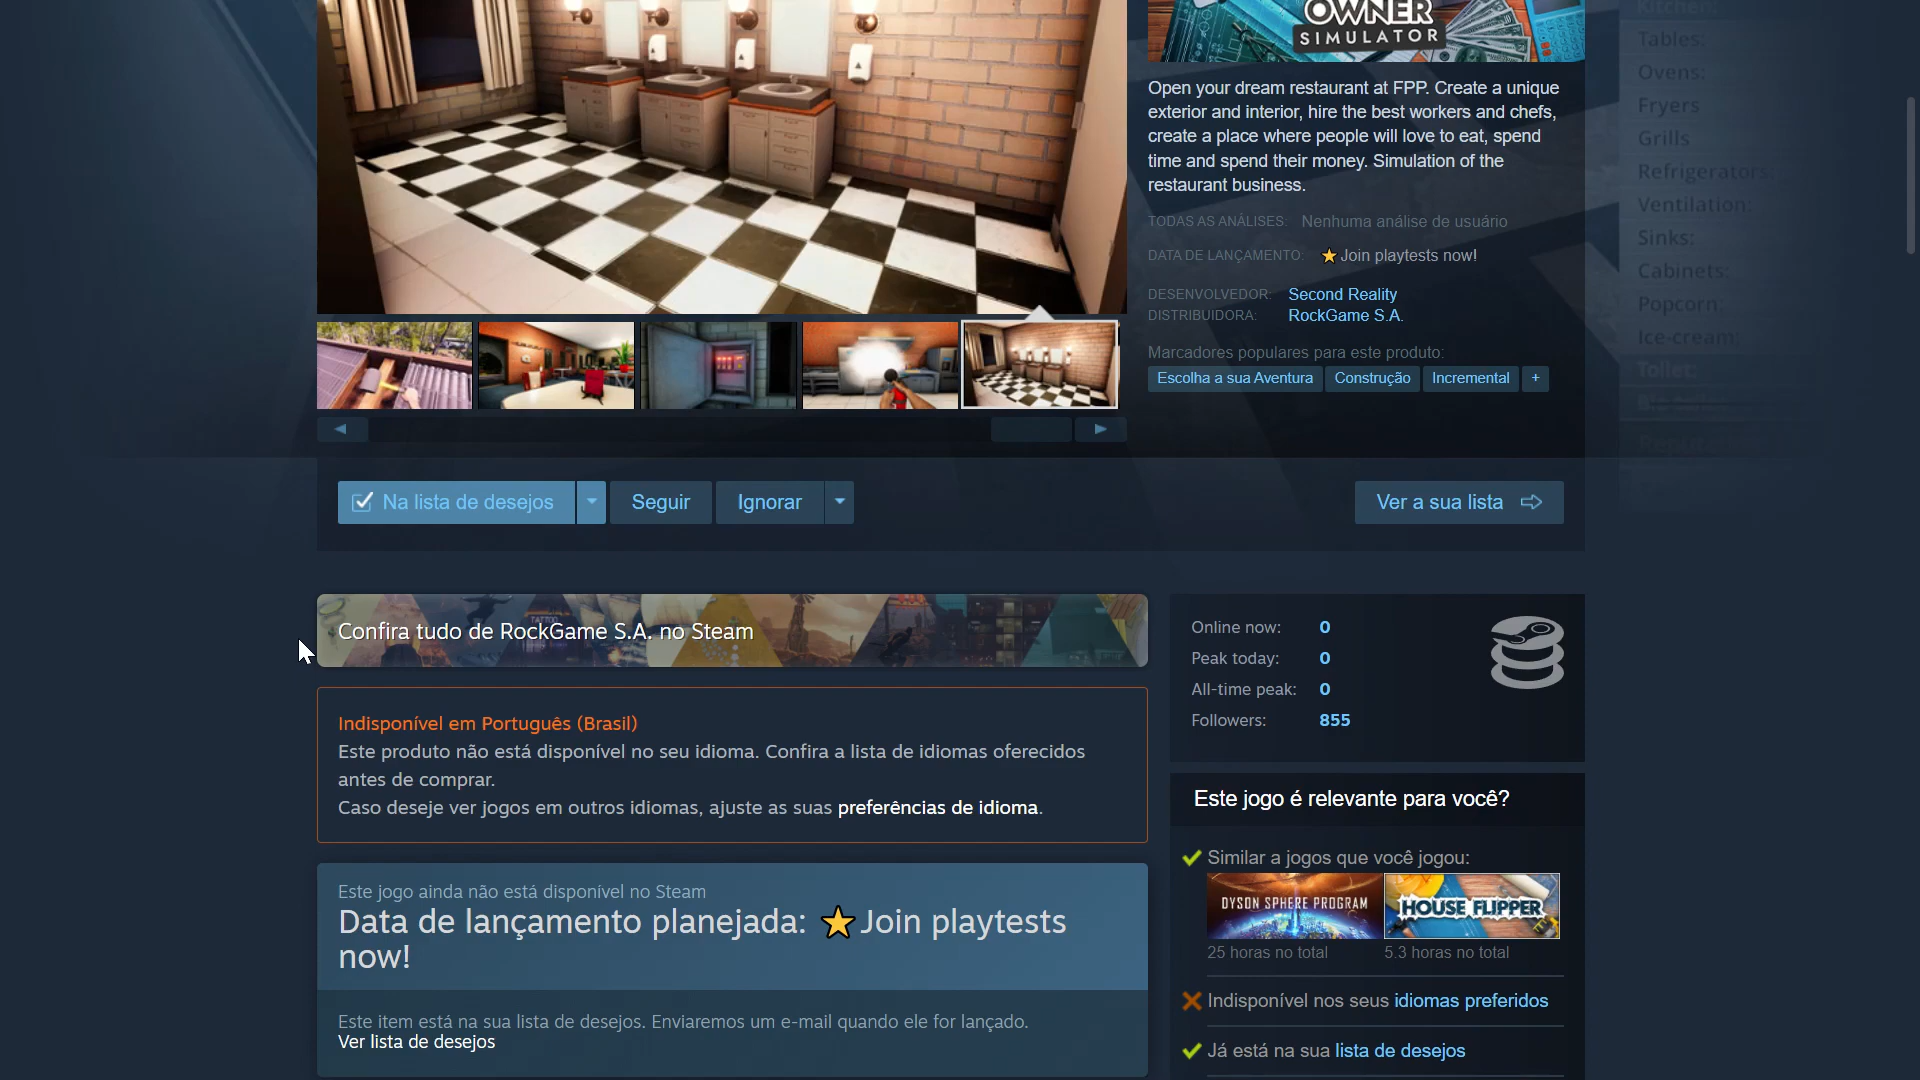 OWNER
SIMULATOR
Open your dream restaurant at FPP. Create a unique
exterior and interior, hire the best workers and chefs,
create a place where people will love to eat, spend
time and spend their money. Simulation of the
restaurant business.
TODAS AS ANÁLISES: Nenhuma análise de usuário
DATA DE LANÇAMENTO: ⭐Join playtests now!
DESENVOLVEDOR: Second Reality
DISTRIBUIDORA: RockGame S.A.
Marcadores populares para este produto:
Escolha a sua Aventura Construção Incremental +
Kitchen:
Tables:
Ovens:
Fryers
Grills
Refrigerators:
Ventilation:
Sinks:
Cabinets:
Popcorn:
Ice-cream:
Toilet:
Na lista de desejos Seguir Ignorar Ver a sua lista
Confira tudo de RockGame S.A. no Steam
Indisponível em Português (Brasil)
Este produto não está disponível no seu idioma. Confira a lista de idiomas oferecidos
antes de comprar.
Caso deseje ver jogos em outros idiomas, ajuste as suas preferências de idioma.
Este jogo ainda não está disponível no Steam
Data de lançamento planejada: ⭐Join playtests
now!
Este item está na sua lista de desejos. Enviaremos um e-mail quando ele for lançado.
Ver lista de desejos
Online now: 0
Peak today: 0
All-time peak: 0
Followers: 855
Este jogo é relevante para você?
Similar a jogos que você jogou:
DYSON SPHERE PROGRAM HOUSE FLIPPER
25 horas no total 5.3 horas no total
Indisponível nos seus idiomas preferidos
Já está na sua lista de desejos